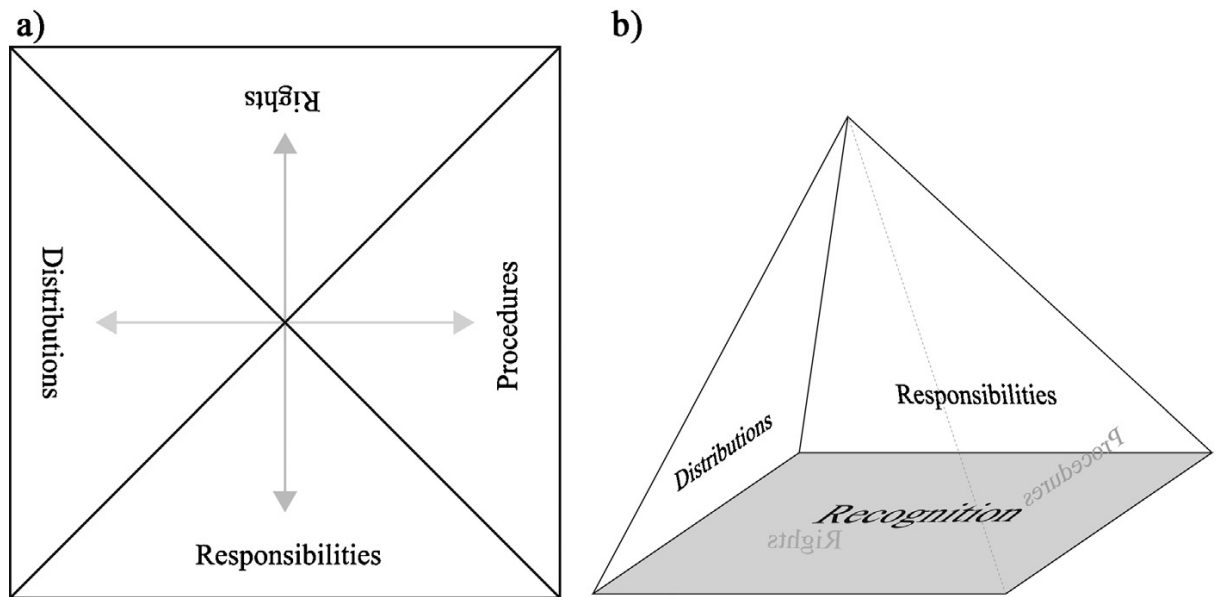 a)
Rights
Distributions
Procedures
Responsibilities
b)
Responsibilities
Distributions
Procedures
Recognition
Rights